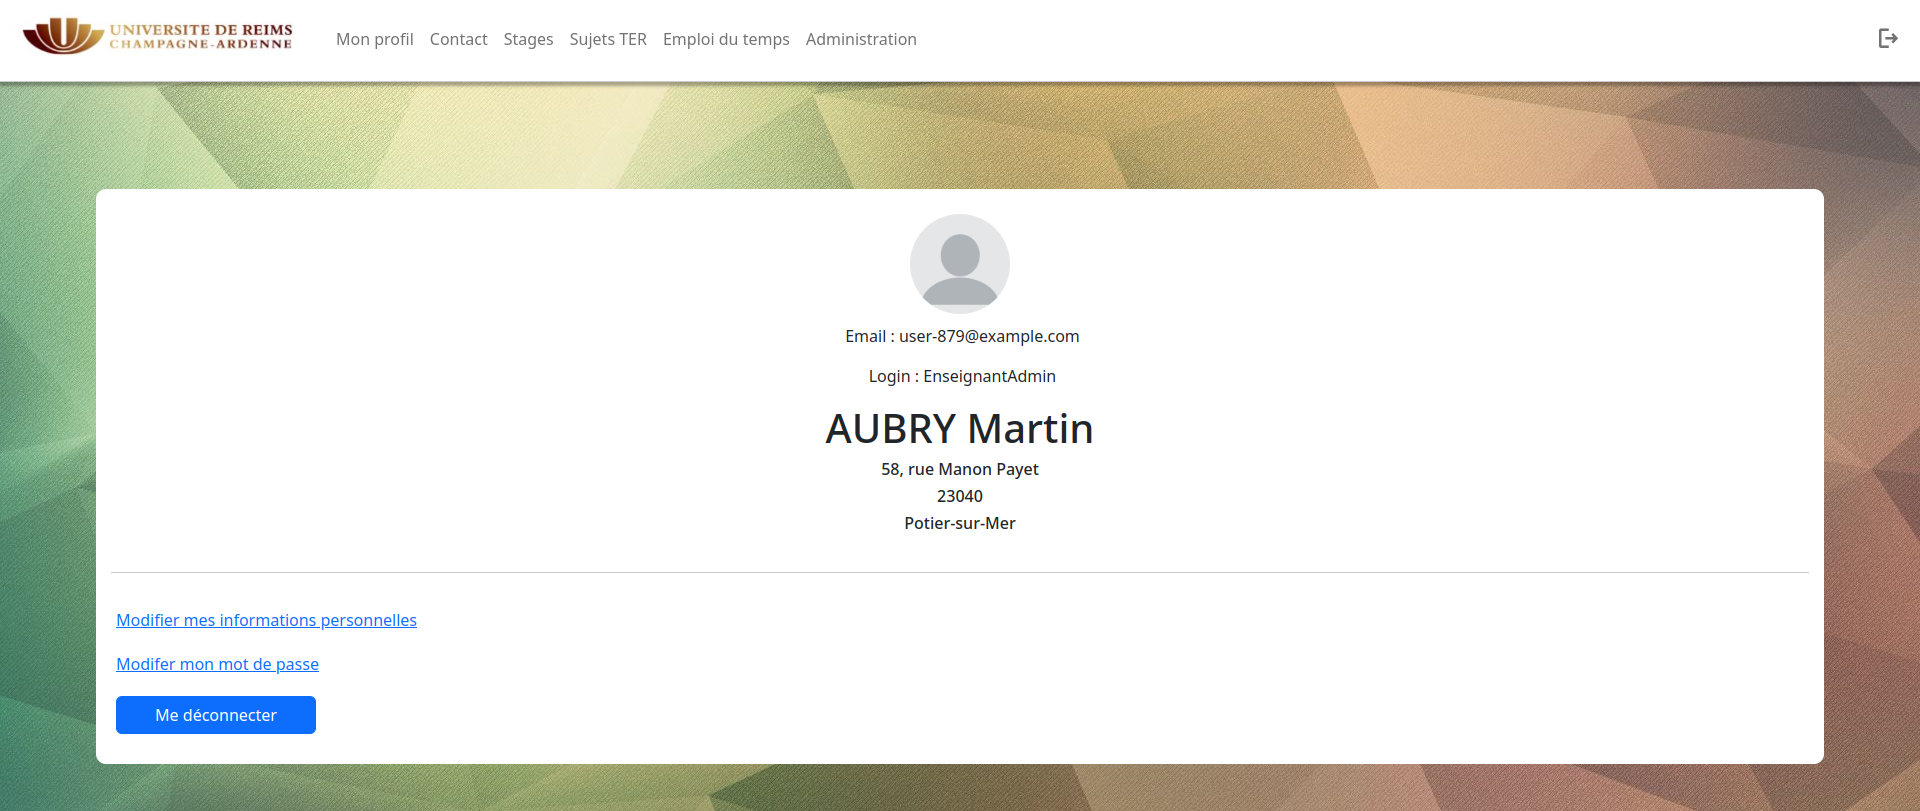 UNIVERSITE DE REIMS
CHAMPAGNE-ARDENNE
Mon profil Contact Stages Sujets TER Emploi du temps Administration
Email : user-879@example.com
Login : EnseignantAdmin
AUBRY Martin
58, rue Manon Payet
23040
Potier-sur-Mer
Modifier mes informations personnelles
Modifer mon mot de passe
Me déconnecter